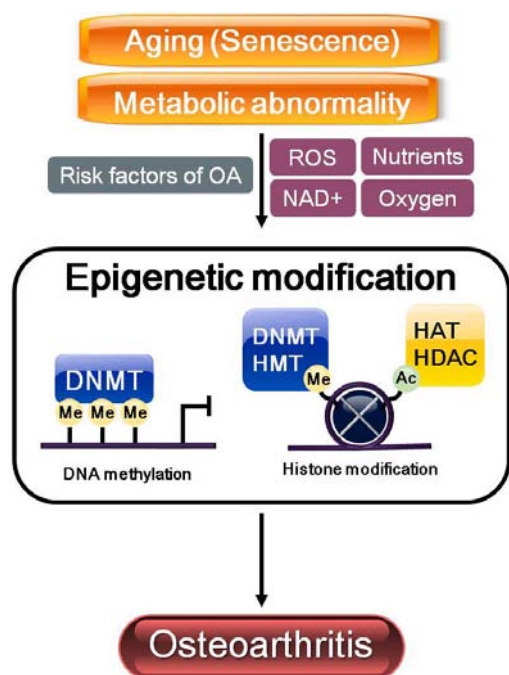 Aging (Senescence)
Metabolic abnormality
Risk factors of OA
ROS
Nutrients
NAD+
Oxygen
Epigenetic modification
DNMT
Me Me Me
DNA methylation
DNMT
HMT
Me
HAT
HDAC
Ac
Histone modification
Osteoarthritis